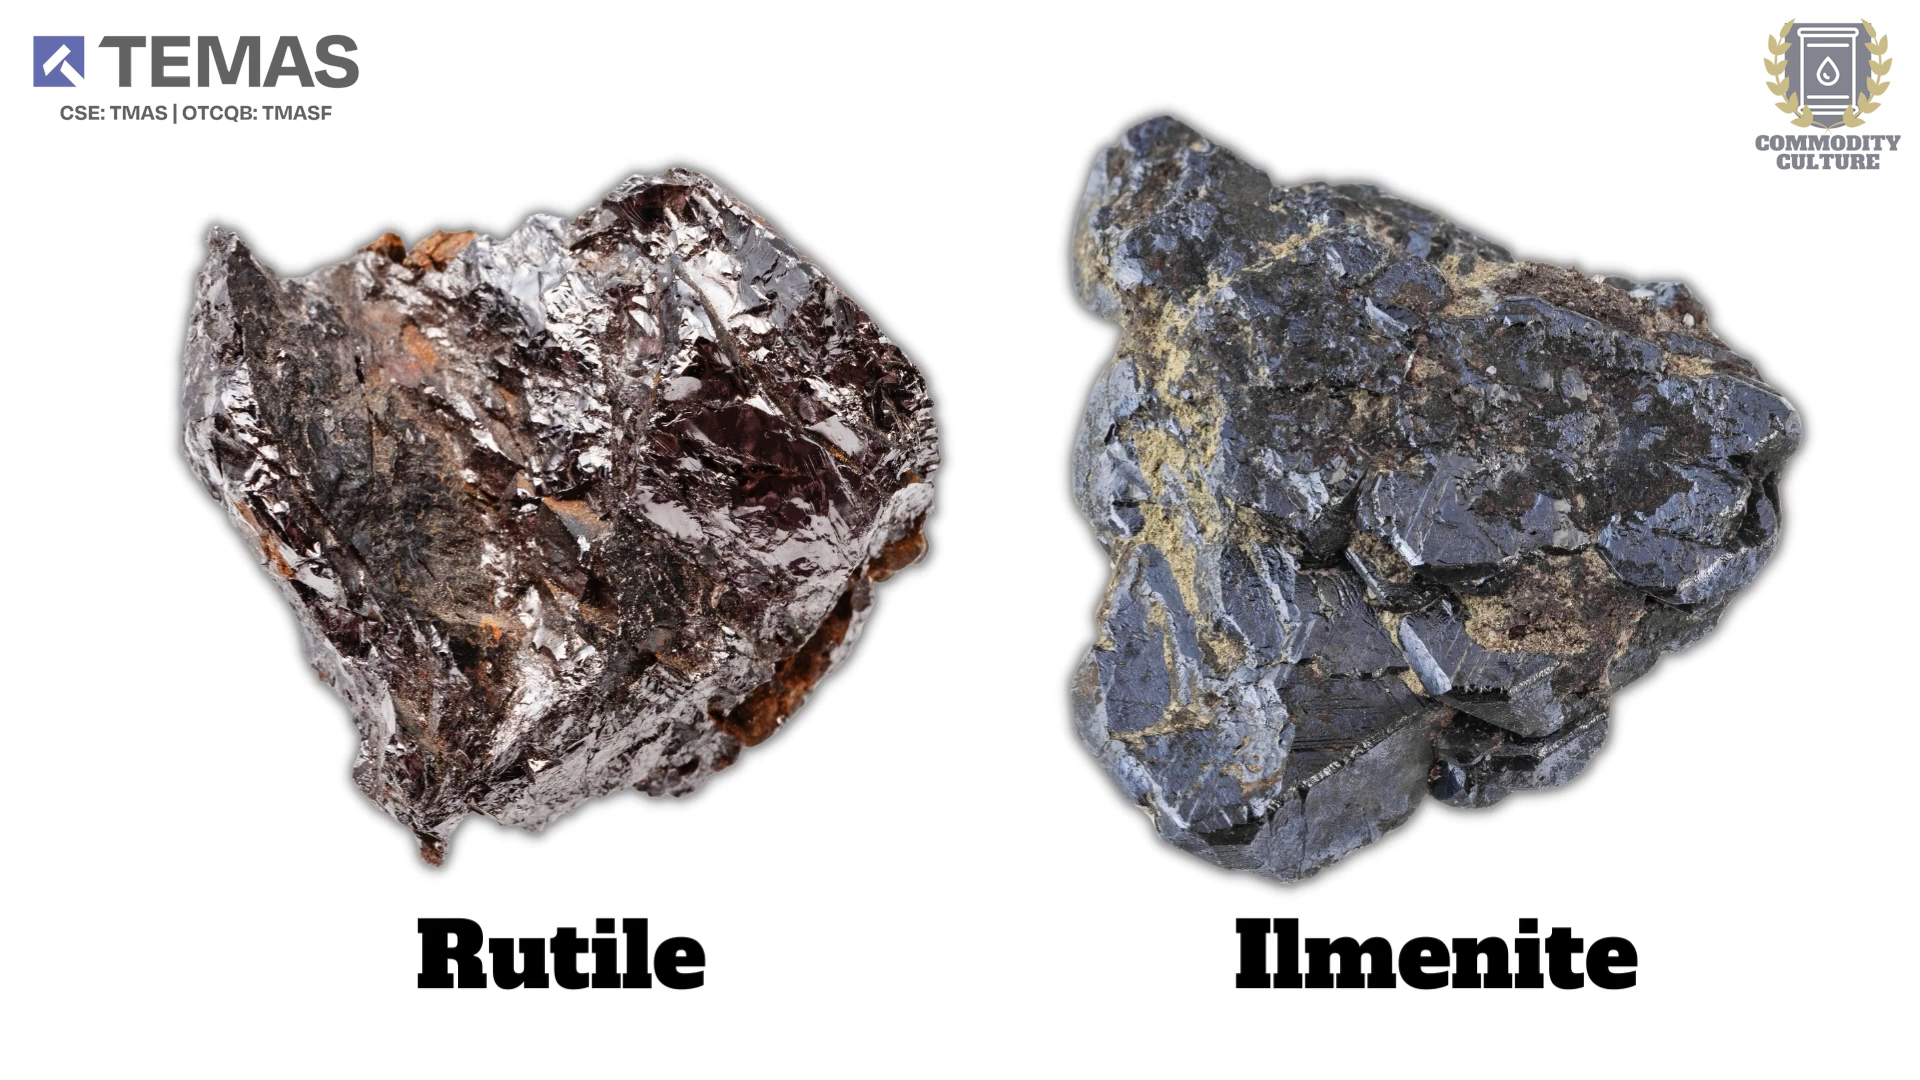 TEMAS
CSE: TMAS | OTCQB: TMASF
COMMODITY
CULTURE
Rutile
Ilmenite